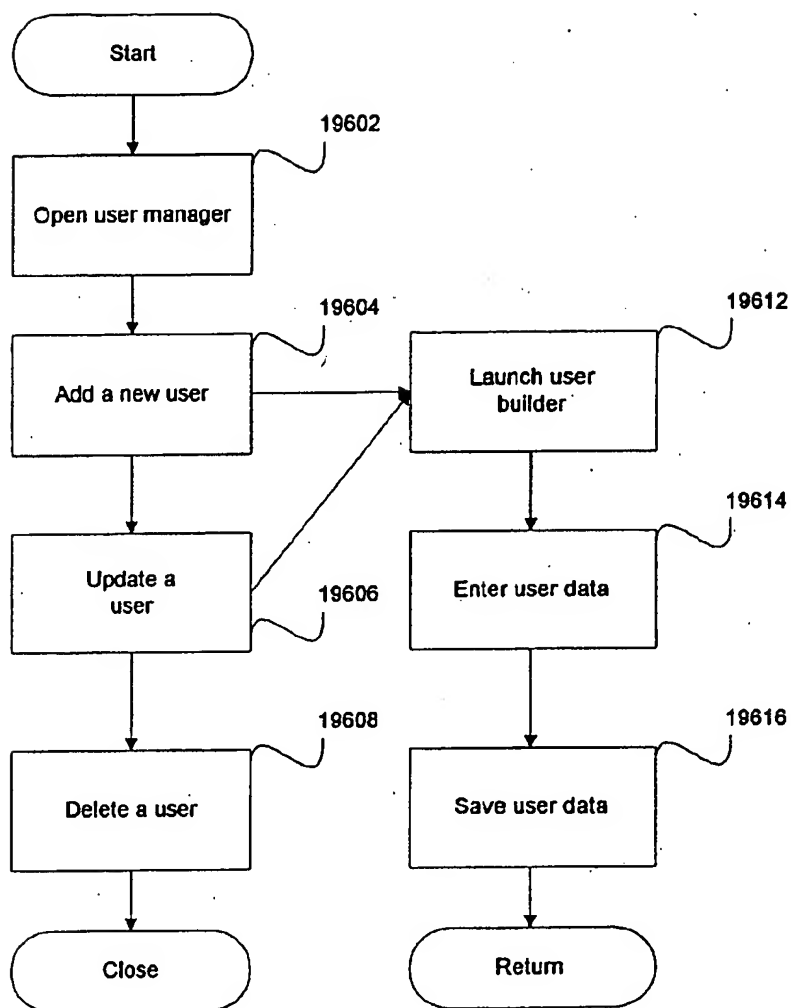 Start
19602
Open user manager
19604
Add a new user
19612
Launch user
builder
Update a
user
19606
19614
Enter user data
19608
Delete a user
19616
Save user data
Close
Return